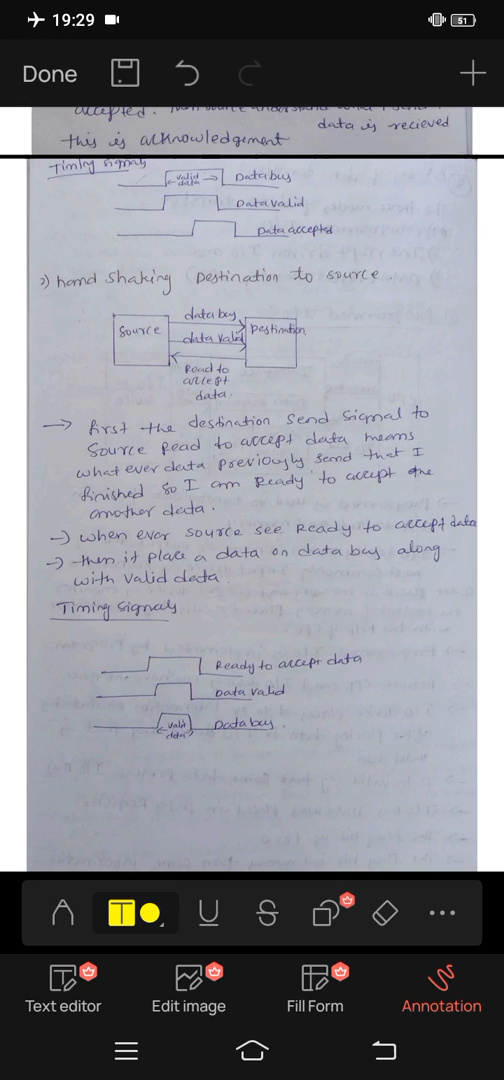 19:29
51
Done
this is acknowledgement
data is recieved
Timing signals
valid data
Data bus
Data valid
Data accepted
2) hand shaking Destination to source.
data bus
Source
data valid
Destination
Read to accept data.
→ first the destination send signal to
source Read to accept data means
what ever data previously send that I
finished so I am Ready to accept the
another data.
→ when ever source see Ready to accept data
→ then it place a data on data bus along
with valid data.
Timing signals
Ready to accept data
Data valid
valid data
Data bus.
Text editor
Edit image
Fill Form
Annotation